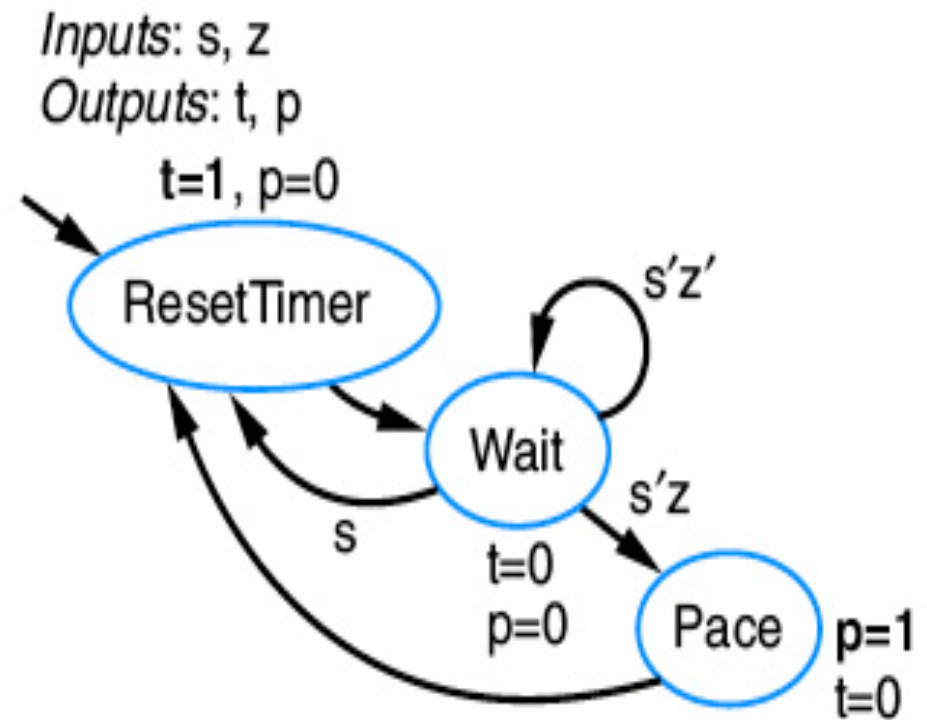 Inputs: s, z
Outputs: t, p
t=1, p=0
ResetTimer
s′z′
Wait
s′z
s
t=0
p=0
Pace
p=1
t=0